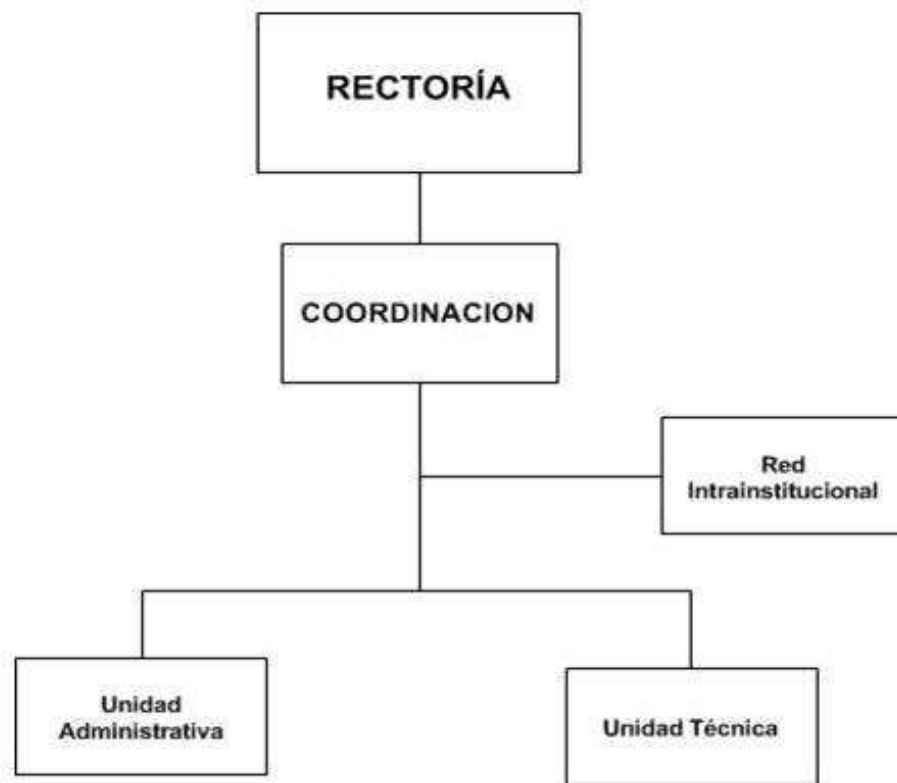 RECTORÍA
COORDINACION
Red
Intrainstitucional
Unidad
Administrativa
Unidad Técnica